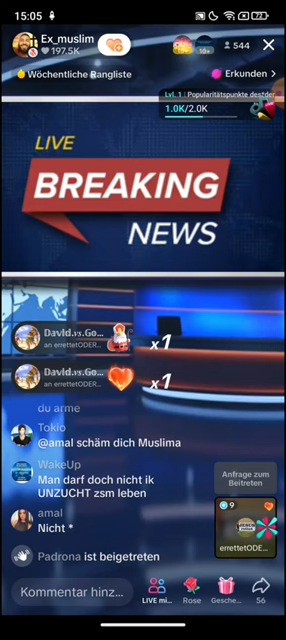 15:05
72
Ex_muslim
197.5K
10+
544
Wöchentliche Rangliste
Erkunden >
Lvl. 1 Popularitätspunkte des
1.0K/2.0K
LIVE
BREAKING
NEWS
David.vs.Go...
an errettetODER...
x1
David.vs.Go...
an errettetODER...
x1
du arme
Tokio
@amal schäm dich Muslima
WakeUp
Man darf doch nicht ik
UNZUCHT zsm leben
amal
Nicht *
Padrona ist beigetreten
Anfrage zum
Beitreten
9
errettetODE...
Kommentar hinz...
LIVE mi...
Rose
Gesche...
56